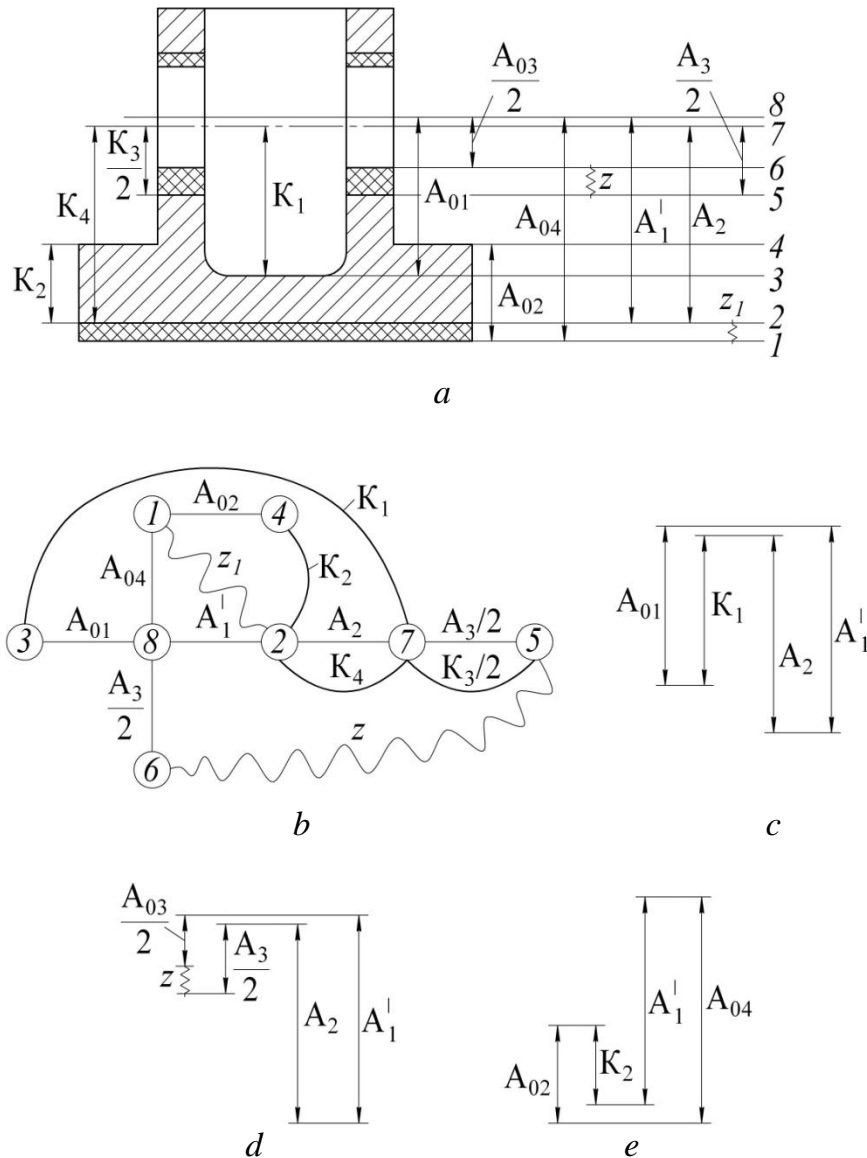 A₀₃/2
A₃/2
8
7
6
5
4
3
2
1
K₃/2
K₄
K₁
K₂
A₀₁
A₀₄
A₀₂
z
A₁ˡ
A₂
z₁
a
K₁
1
A₀₂
4
z₁
K₂
A₀₄
3
A₀₁
8
A₁ˡ
2
A₂
7
A₃/2
5
K₄
K₃/2
A₃/2
z
6
b
A₀₁
K₁
A₂
A₁ˡ
c
A₀₃/2
z
A₃/2
A₂
A₁ˡ
d
A₀₂
K₂
A₁ˡ
A₀₄
e